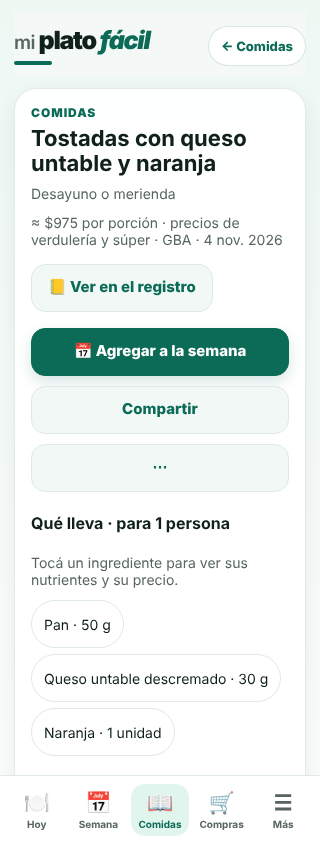 mi plato fácil
← Comidas
COMIDAS
Tostadas con queso
untable y naranja
Desayuno o merienda
≈ $975 por porción · precios de
verdulería y súper · GBA · 4 nov. 2026
📒 Ver en el registro
📅 Agregar a la semana
Compartir
⋯
Qué lleva · para 1 persona
Tocá un ingrediente para ver sus
nutrientes y su precio.
Pan · 50 g
Queso untable descremado · 30 g
Naranja · 1 unidad
Hoy
Semana
Comidas
Compras
Más